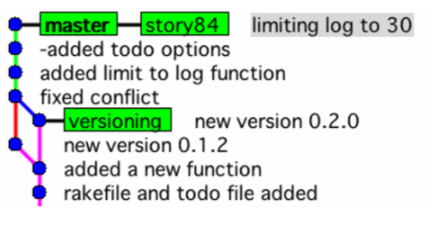 master story84 limiting log to 30
-added todo options
added limit to log function
fixed conflict
versioning new version 0.2.0
new version 0.1.2
added a new function
rakefile and todo file added